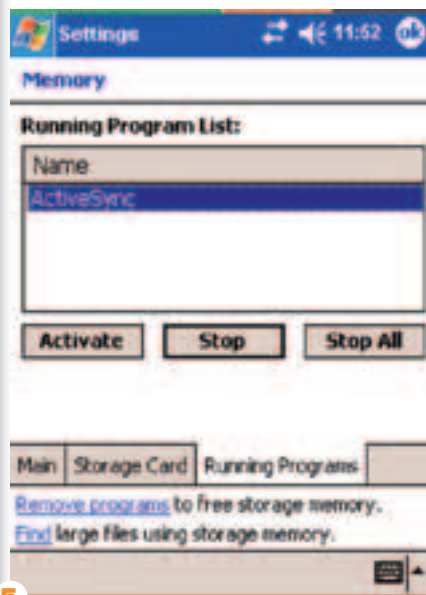 Settings 11:52 ok
Memory
Running Program List:
Name
ActiveSync
Activate Stop Stop All
Main Storage Card Running Programs
Remove programs to free storage memory.
Find large files using storage memory.